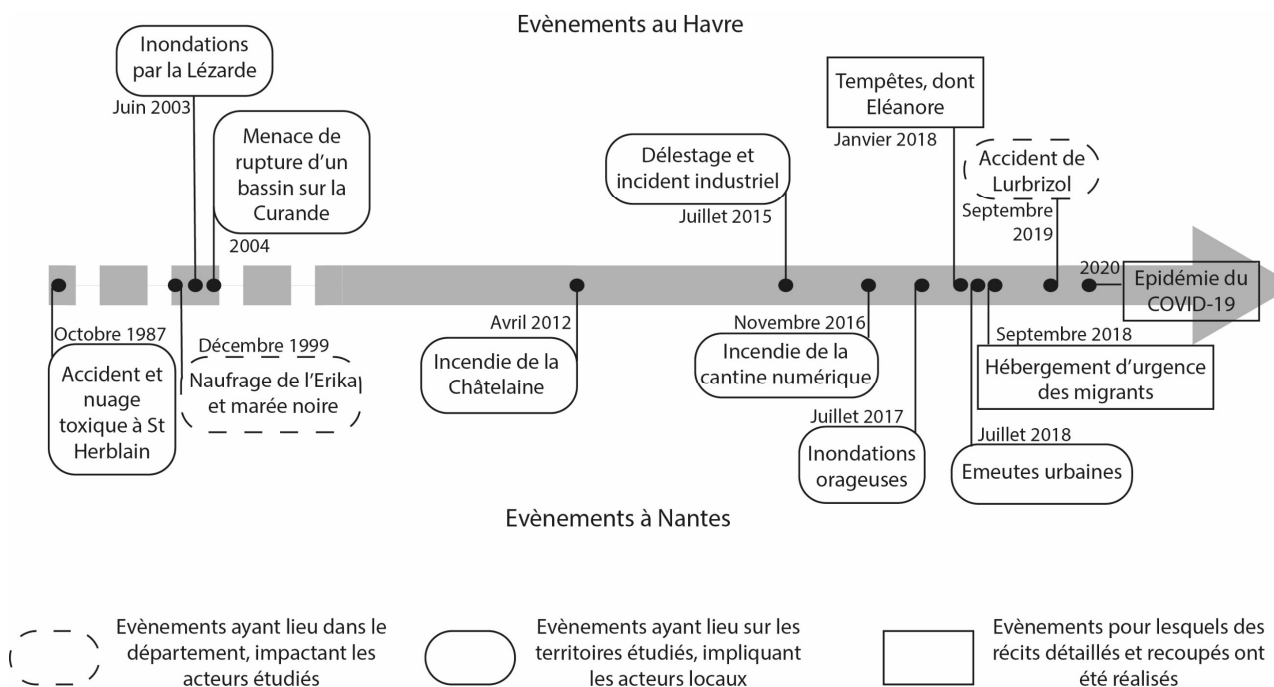 Evènements au Havre
Inondations
par la Lézarde
Juin 2003
Menace de
rupture d'un
bassin sur la
Curande
2004
Délestage et
incident industriel
Juillet 2015
Tempêtes, dont
Eléanore
Janvier 2018
Accident de
Lurbrizol
Septembre
2019
2020
Epidémie du
COVID-19
Octobre 1987
Accident et
nuage
toxique à St
Herblain
Décembre 1999
Naufrage de l'Erika
et marée noire
Avril 2012
Incendie de la
Châtelaine
Novembre 2016
Incendie de la
cantine numérique
Juillet 2017
Inondations
orageuses
Septembre 2018
Hébergement d'urgence
des migrants
Juillet 2018
Emeutes urbaines
Evènements à Nantes
Evènements ayant lieu dans le
département, impactant les
acteurs étudiés
Evènements ayant lieu sur les
territoires étudiés, impliquant
les acteurs locaux
Evènements pour lesquels des
récits détaillés et recoupés ont
été réalisés